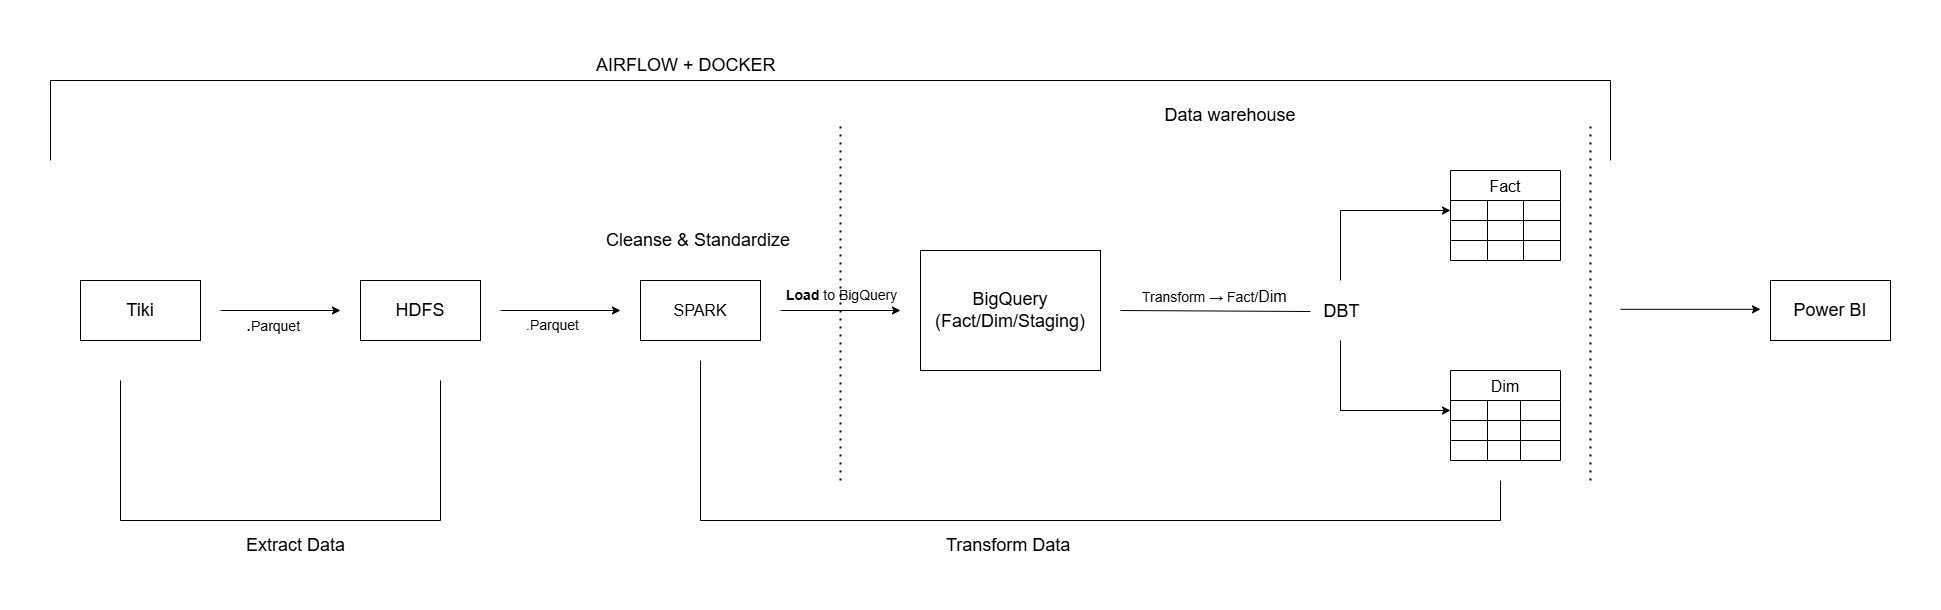 AIRFLOW + DOCKER
Data warehouse
Fact
Cleanse & Standardize
Tiki
.Parquet
HDFS
.Parquet
SPARK
Load to BigQuery
BigQuery
(Fact/Dim/Staging)
Transform → Fact/Dim
DBT
Power BI
Dim
Extract Data
Transform Data